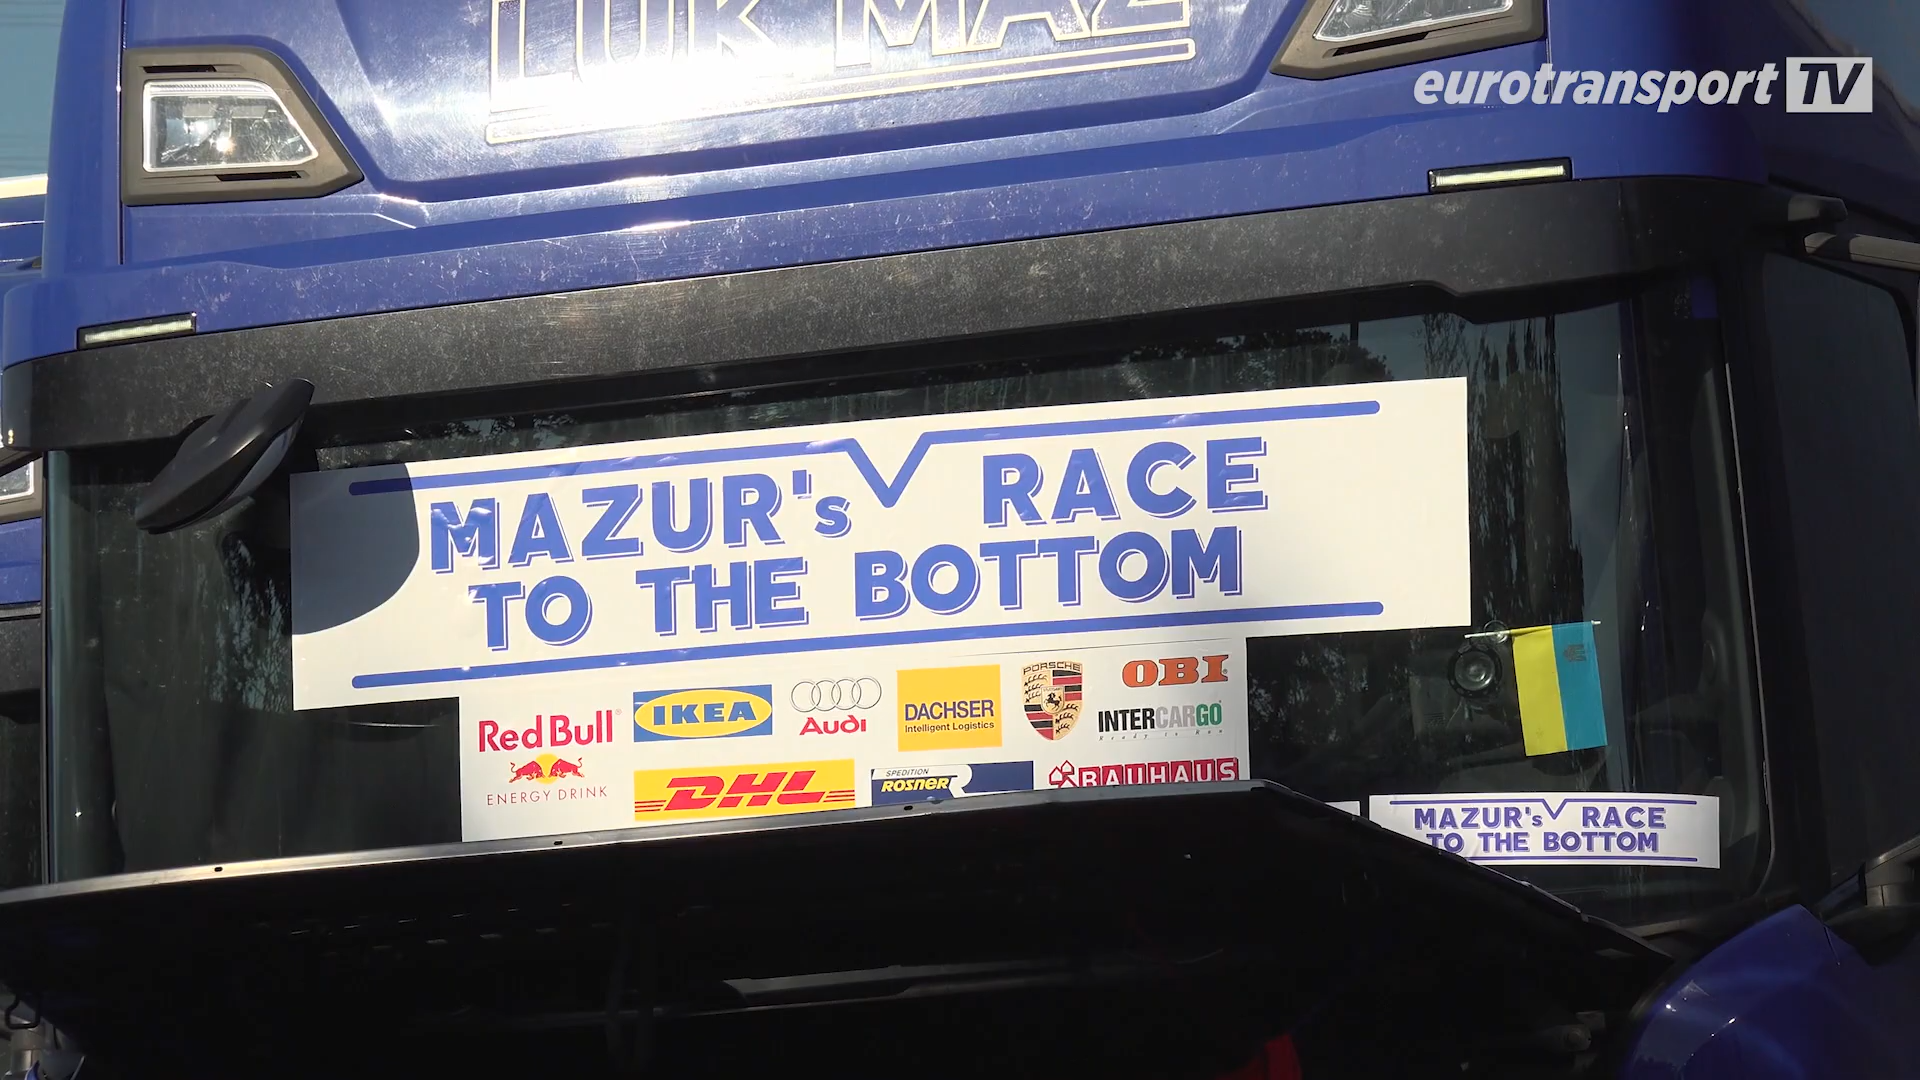 LUK MAZ
eurotransport TV
MAZUR's RACE
TO THE BOTTOM
Red Bull
ENERGY DRINK
IKEA
Audi
DACHSER
Intelligent Logistics
PORSCHE
OBI
INTERCARGO
DHL
SPEDITION
ROSNER
BAUHAUS
MAZUR's RACE
TO THE BOTTOM